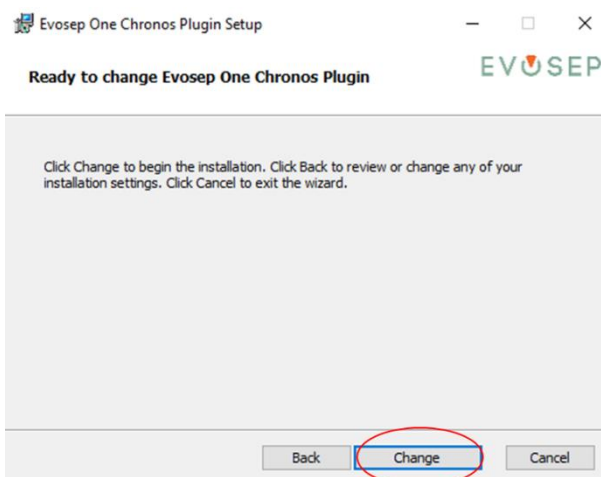 Evosep One Chronos Plugin Setup
Ready to change Evosep One Chronos Plugin
EVOSEP
Click Change to begin the installation. Click Back to review or change any of your
installation settings. Click Cancel to exit the wizard.
Back
Change
Cancel